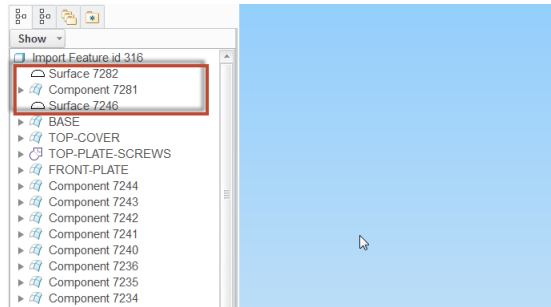 Show
Import Feature id 316
Surface 7282
Component 7281
Surface 7246
BASE
TOP-COVER
TOP-PLATE-SCREWS
FRONT-PLATE
Component 7244
Component 7243
Component 7242
Component 7241
Component 7240
Component 7236
Component 7235
Component 7234